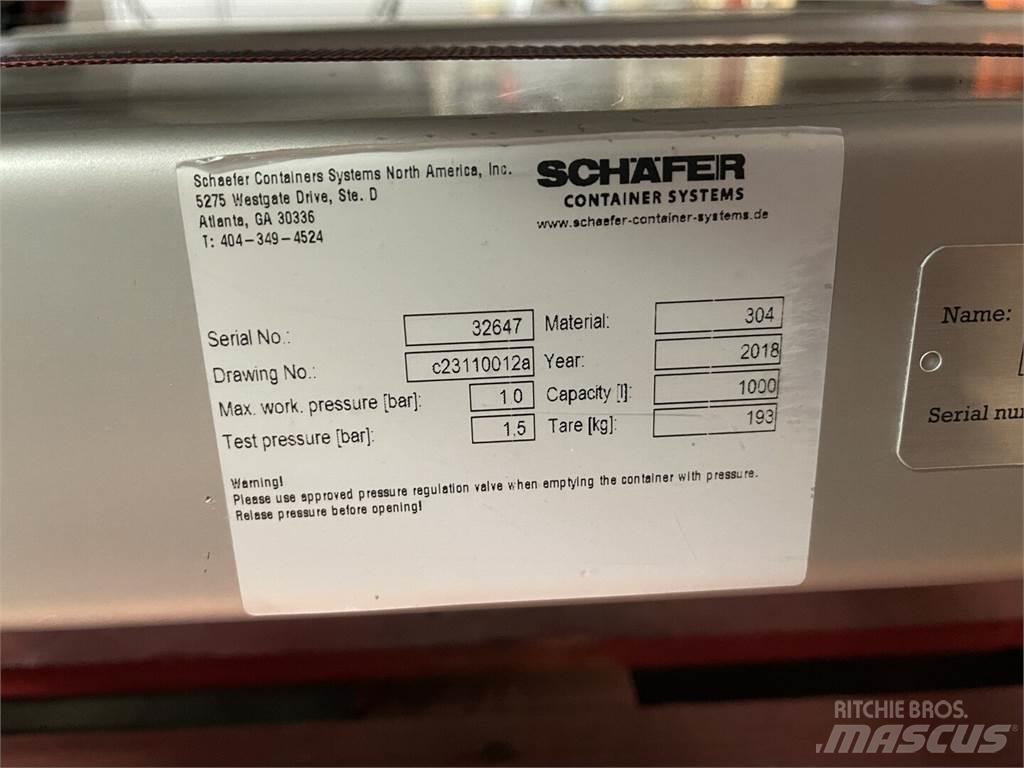 Schaefer Containers Systems North America, Inc.
5275 Westgate Drive, Ste. D
Atlanta, GA 30336
T: 404-349-4524
SCHÄFER
CONTAINER SYSTEMS
www.schaefer-container-systems.de
Serial No.: 32647 Material: 304
Drawing No.: c23110012a Year: 2018
Max. work. pressure [bar]: 1.0 Capacity [l]: 1000
Test pressure [bar]: 1.5 Tare [kg]: 193
Warning!
Please use approved pressure regulation valve when emptying the container with pressure.
Relase pressure before opening!
Name:
Serial nu
RITCHIE BROS.
MASCUS